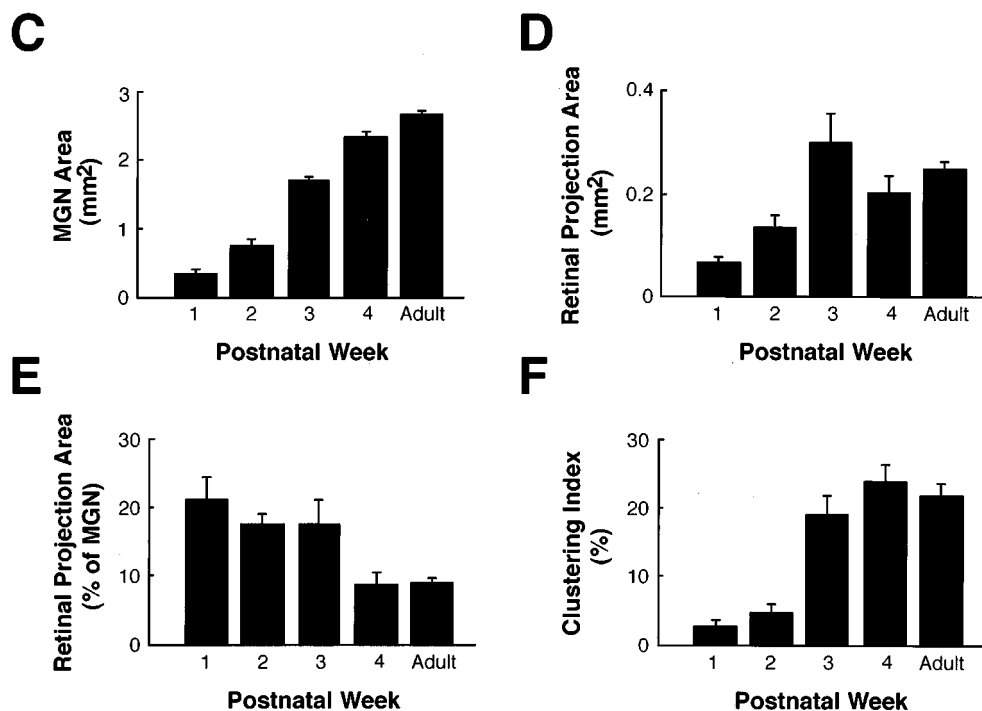 C
MGN Area
(mm2)
3
2
1
0
1 2 3 4 Adult
Postnatal Week
D
Retinal Projection Area
(mm2)
0.4
0.2
0
1 2 3 4 Adult
Postnatal Week
E
Retinal Projection Area
(% of MGN)
30
20
10
0
1 2 3 4 Adult
Postnatal Week
F
Clustering Index
(%)
30
20
10
0
1 2 3 4 Adult
Postnatal Week